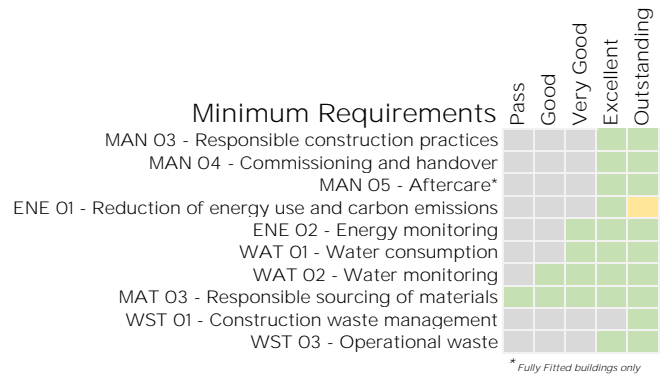 Minimum Requirements
Pass
Good
Very Good
Excellent
Outstanding
MAN 03 - Responsible construction practices
MAN 04 - Commissioning and handover
MAN 05 - Aftercare*
ENE 01 - Reduction of energy use and carbon emissions
ENE 02 - Energy monitoring
WAT 01 - Water consumption
WAT 02 - Water monitoring
MAT 03 - Responsible sourcing of materials
WST 01 - Construction waste management
WST 03 - Operational waste
* Fully Fitted buildings only